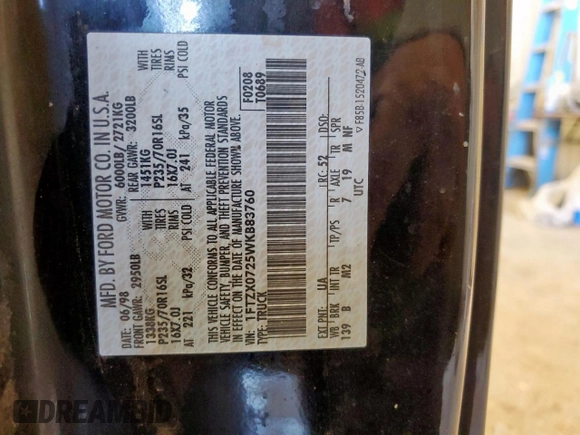 MFD. BY FORD MOTOR CO. IN U.S.A.
DATE: 06/98 GVWR: 6000LB/ 2721KG
FRONT GAWR: 2950LB REAR GAWR: 3200LB
1338KG 1451KG WITH
P235/70R16SL P235/70R16SL TIRES
16X7.0J 16X7.0J RIMS
AT 221 kPa/32 AT 241 kPa/35 PSI COLD
WITH
TIRES
RIMS
PSI COLD
THIS VEHICLE CONFORMS TO ALL APPLICABLE FEDERAL MOTOR
VEHICLE SAFETY, BUMPER, AND THEFT PREVENTION STANDARDS
IN EFFECT ON THE DATE OF MANUFACTURE SHOWN ABOVE.
VIN: 1FTZX0725WKB83760
TYPE: TRUCK
F0208
T0689
EXT PNT: UA RC: 52 DSO:
WB BRK INT TR TP/PS R AXLE TR SPR
139 B M2 7 19 M NF
UTC
▽F85B-1520472-AB
DREAMBID